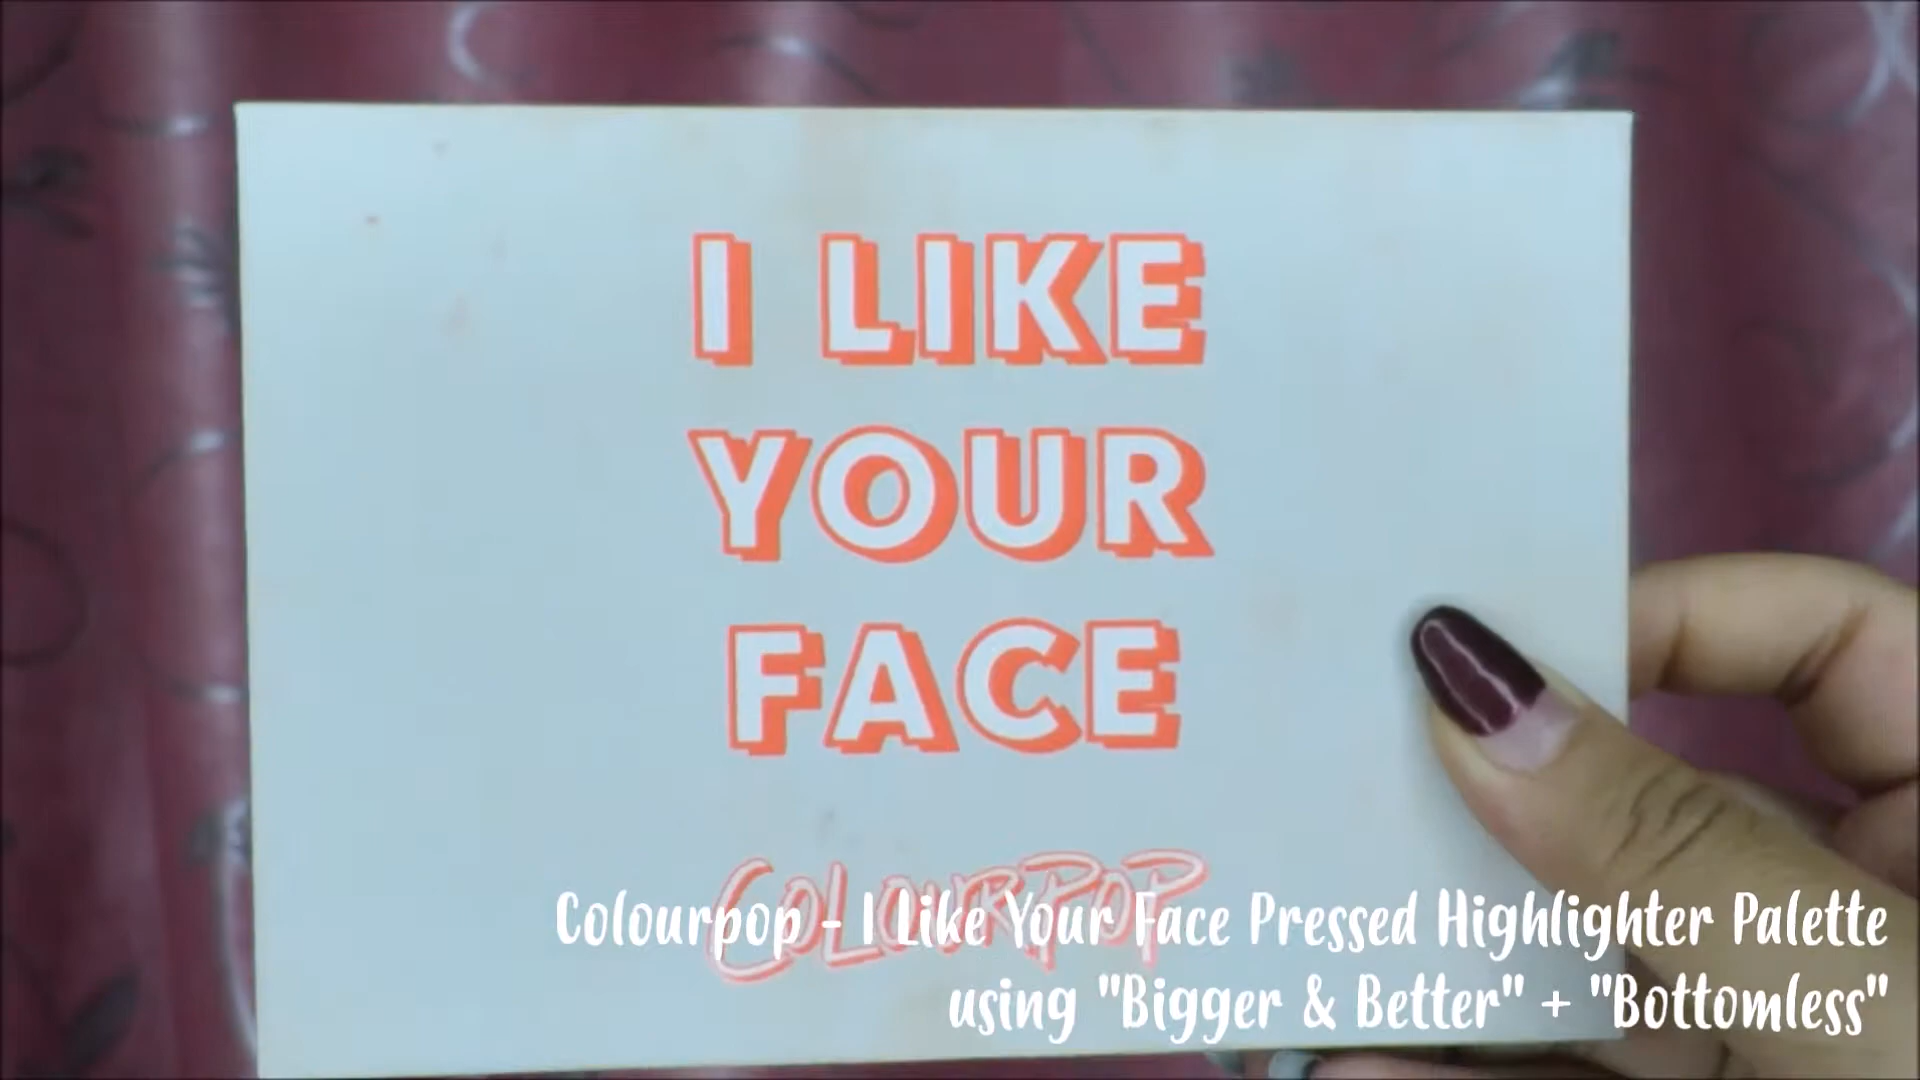 I LIKE
YOUR
FACE
COLOURPOP
Colourpop - I Like Your Face Pressed Highlighter Palette
using "Bigger & Better" + "Bottomless"